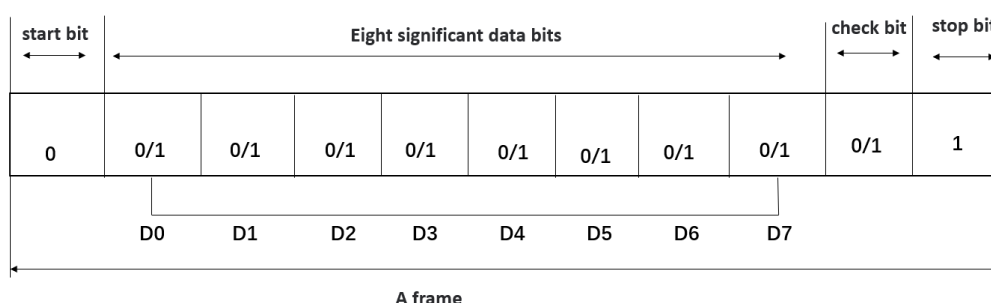 start bit Eight significant data bits check bit stop bit
0 0/1 0/1 0/1 0/1 0/1 0/1 0/1 0/1 0/1 1
D0 D1 D2 D3 D4 D5 D6 D7
A frame